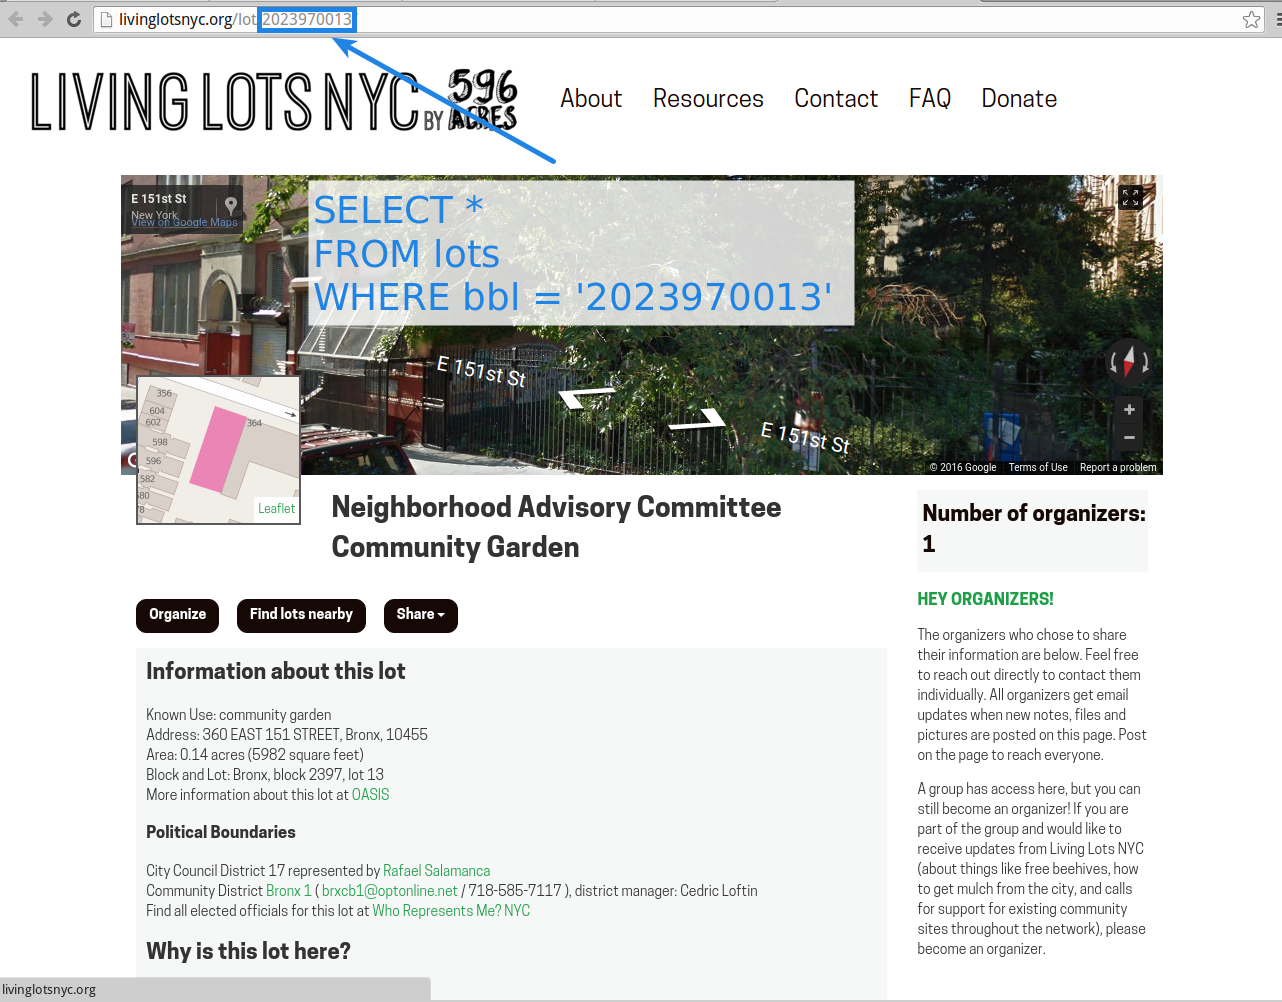 livinglotsnyc.org/lot/2023970013
LIVING LOTS NYC BY 596 ACRES
About Resources Contact FAQ Donate
E 151st St
New York
View on Google Maps
SELECT *
FROM lots
WHERE bbl = '2023970013'
E 151st St
E 151st St
356
604
602
364
598
596
582
Leaflet
© 2016 Google Terms of Use Report a problem
Neighborhood Advisory Committee
Community Garden
Organize Find lots nearby Share
Information about this lot
Known Use: community garden
Address: 360 EAST 151 STREET, Bronx, 10455
Area: 0.14 acres (5982 square feet)
Block and Lot: Bronx, block 2397, lot 13
More information about this lot at OASIS
Political Boundaries
City Council District 17 represented by Rafael Salamanca
Community District Bronx 1 ( brxcb1@optonline.net / 718-585-7117 ), district manager: Cedric Loftin
Find all elected officials for this lot at Who Represents Me? NYC
Why is this lot here?
Number of organizers:
1
HEY ORGANIZERS!
The organizers who chose to share
their information are below. Feel free
to reach out directly to contact them
individually. All organizers get email
updates when new notes, files and
pictures are posted on this page. Post
on the page to reach everyone.
A group has access here, but you can
still become an organizer! If you are
part of the group and would like to
receive updates from Living Lots NYC
(about things like free beehives, how
to get mulch from the city, and calls
for support for existing community
sites throughout the network), please
become an organizer.
livinglotsnyc.org